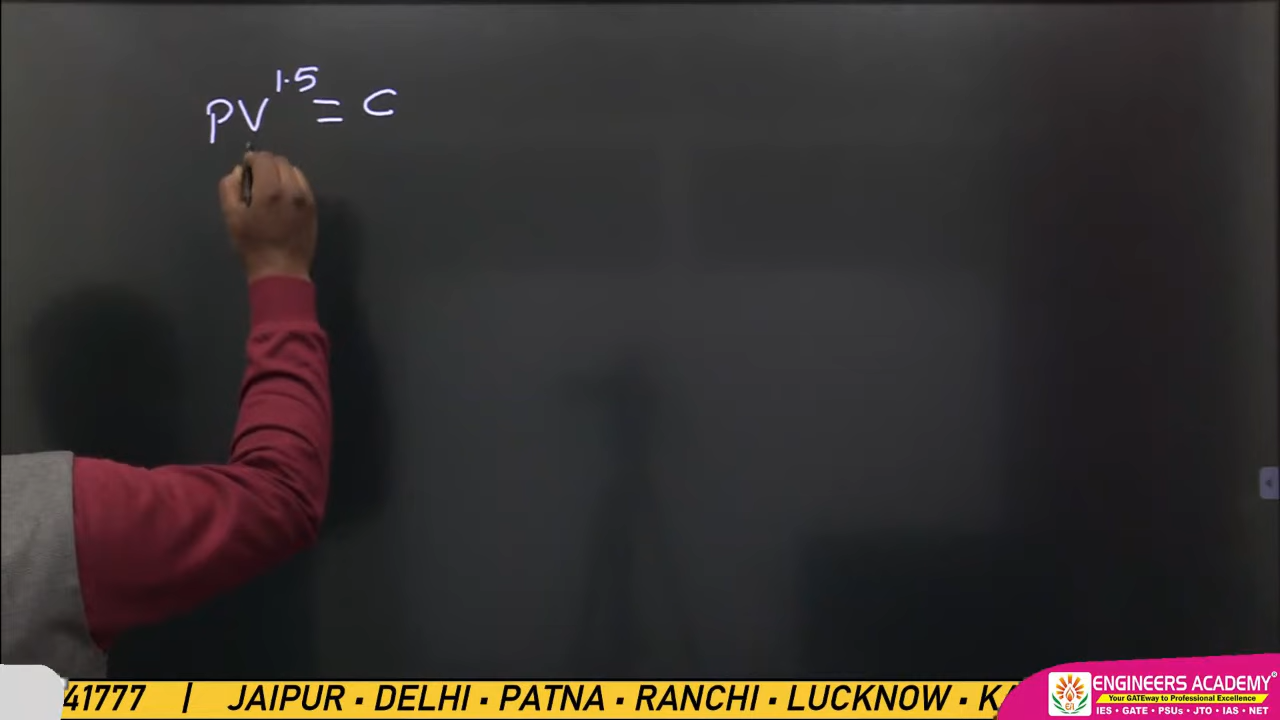 PV^1.5 = C
41777 | JAIPUR • DELHI • PATNA • RANCHI • LUCKNOW •
ENGINEERS ACADEMY
Your GATEway to Professional Excellence
IES • GATE • PSUs • JTO • IAS • NET